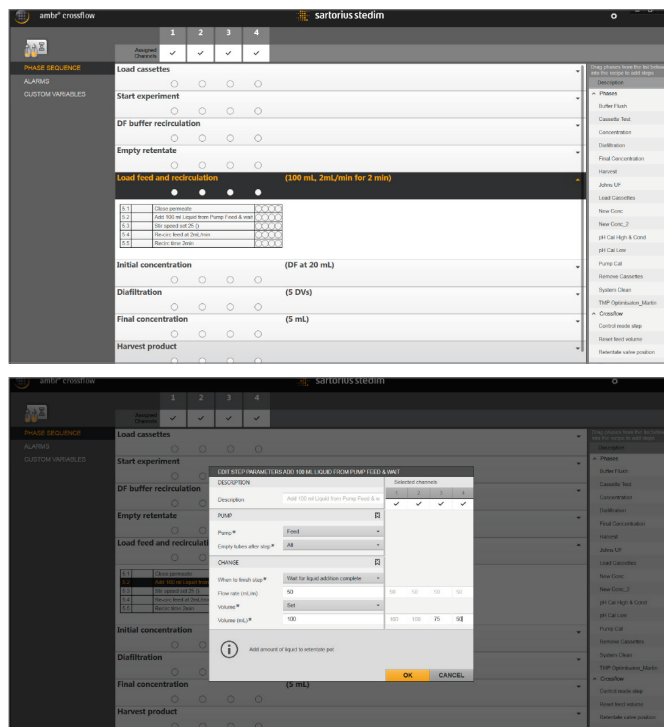 ambr® crossflow
sartorius stedim
1 2 3 4
Assigned Channels
PHASE SEQUENCE
ALARMS
CUSTOM VARIABLES
Load cassettes
Start experiment
DF buffer recirculation
Empty retentate
Load feed and recirculation (100 mL, 2mL/min for 2 min)
5.1 Close permeate
5.2 Add 100 ml Liquid from Pump Feed & wait
5.3 Stir speed set 25 ()
5.4 Re-circ feed at 2mL/min
5.5 Recirc time 2min
Initial concentration (DF at 20 mL)
Diafiltration (5 DVs)
Final concentration (5 mL)
Harvest product
Drag phases from the list below
into the recipe to add steps
Description
Phases
Buffer Flush
Cassette Test
Concentration
Diafiltration
Final Concentration
Harvest
Johns UF
Load Cassettes
New Conc
New Conc_2
pH Cal High & Cond
pH Cal Low
Pump Cal
Remove Cassettes
System Clean
TMP Optimisation_Martin
Crossflow
Control mode step
Reset feed volume
Retentate valve position
ambr® crossflow
sartorius stedim
1 2 3 4
Assigned Channels
PHASE SEQUENCE
ALARMS
CUSTOM VARIABLES
Load cassettes
Start experiment
DF buffer recirculation
Empty retentate
Load feed and recirculati
5.1 Close permeate
5.2 Add 100 ml Liquid from
5.3 Stir speed set 25 ()
5.4 Re-circ feed at 2mL/min
5.5 Recirc time 2min
Initial concentration
Diafiltration
Final concentration (5 mL)
Harvest product
EDIT STEP PARAMETERS ADD 100 ML LIQUID FROM PUMP FEED & WAIT
DESCRIPTION
Selected channels
1 2 3 4
Description Add 100 ml Liquid from Pump Feed & w
PUMP
Pump* Feed
Empty tubes after step* All
CHANGE
When to finish step* Wait for liquid addition complete
Flow rate (mL/m) 50 50 50 50 50
Volume* Set
Volume (mL)* 100 100 100 75 50
Add amount of liquid to retentate pot
OK CANCEL
Drag phases from the list below
into the recipe to add steps
Description
Phases
Buffer Flush
Cassette Test
Concentration
Diafiltration
Final Concentration
Harvest
Johns UF
Load Cassettes
New Conc
New Conc_2
pH Cal High & Cond
pH Cal Low
Pump Cal
Remove Cassettes
System Clean
TMP Optimisation_Martin
Crossflow
Control mode step
Reset feed volume
Retentate valve position